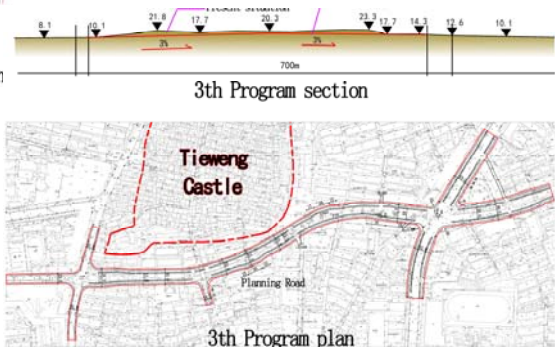 Present situation
8.1 10.1 21.8 17.7 20.3 23.3 17.7 14.3 12.6 10.1
3% 3%
700m
3th Program section
Tieweng
Castle
Planning Road
3th Program plan